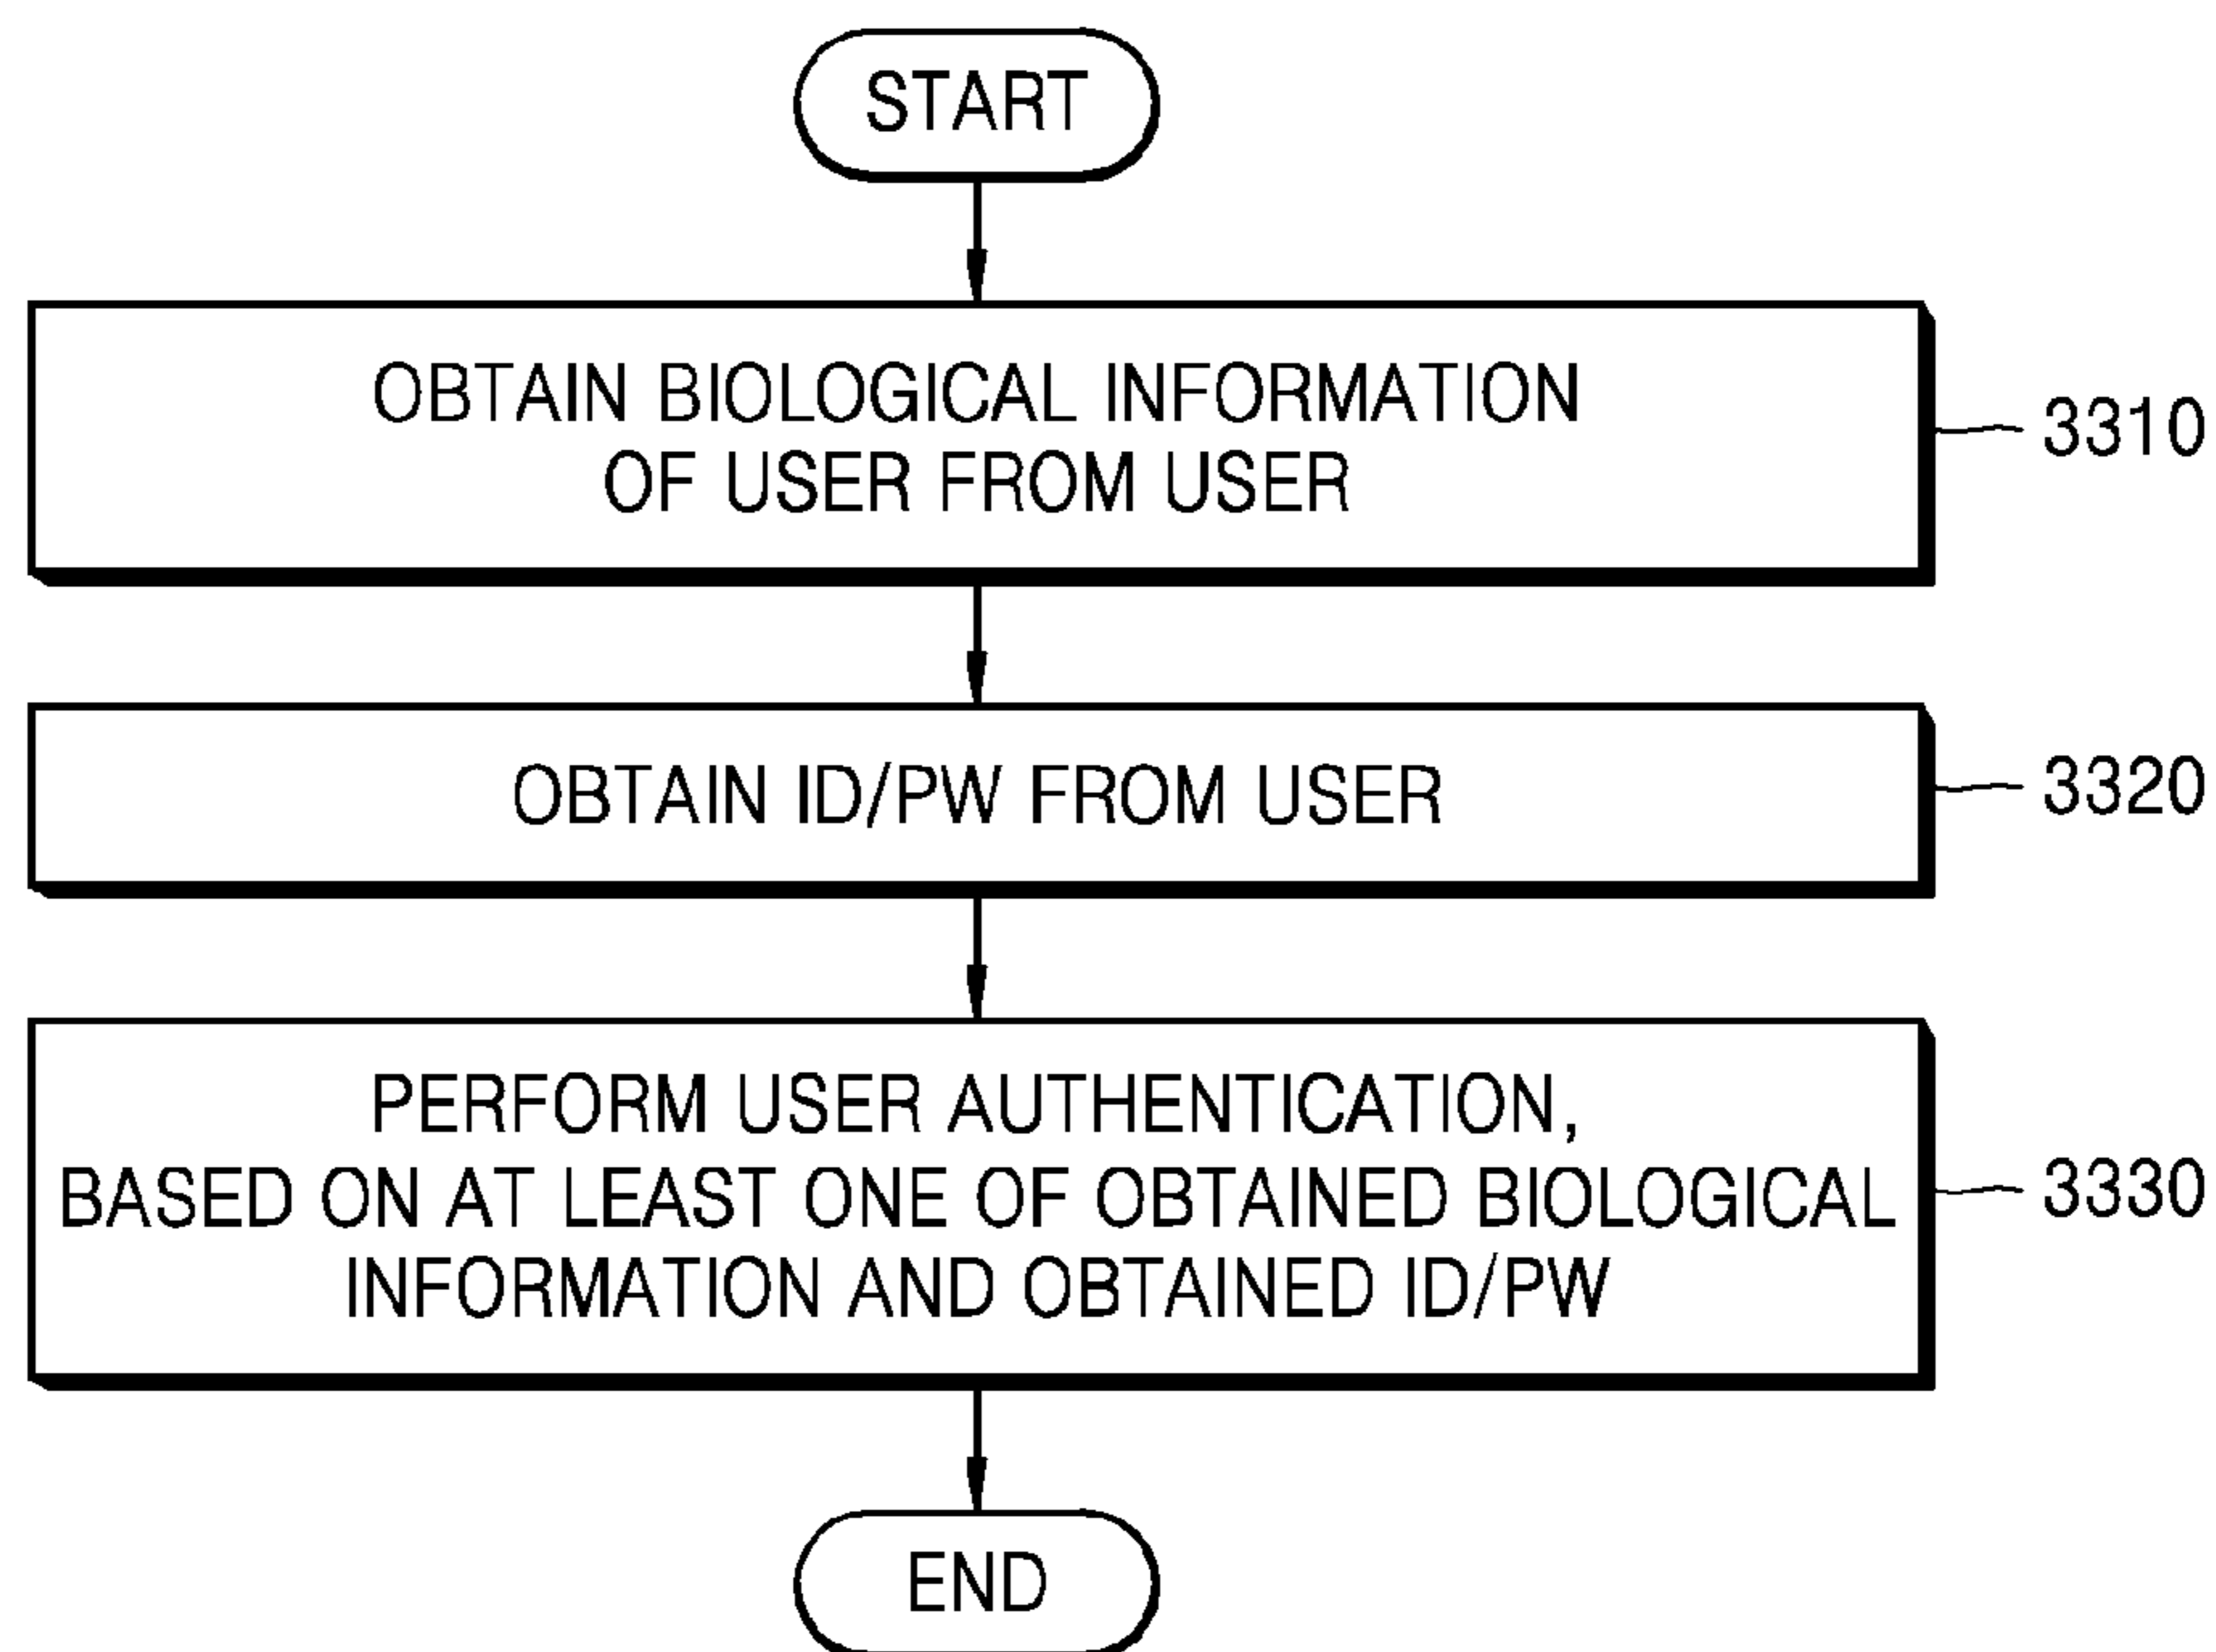 START
OBTAIN BIOLOGICAL INFORMATION
OF USER FROM USER
3310
OBTAIN ID/PW FROM USER
3320
PERFORM USER AUTHENTICATION,
BASED ON AT LEAST ONE OF OBTAINED BIOLOGICAL
INFORMATION AND OBTAINED ID/PW
3330
END